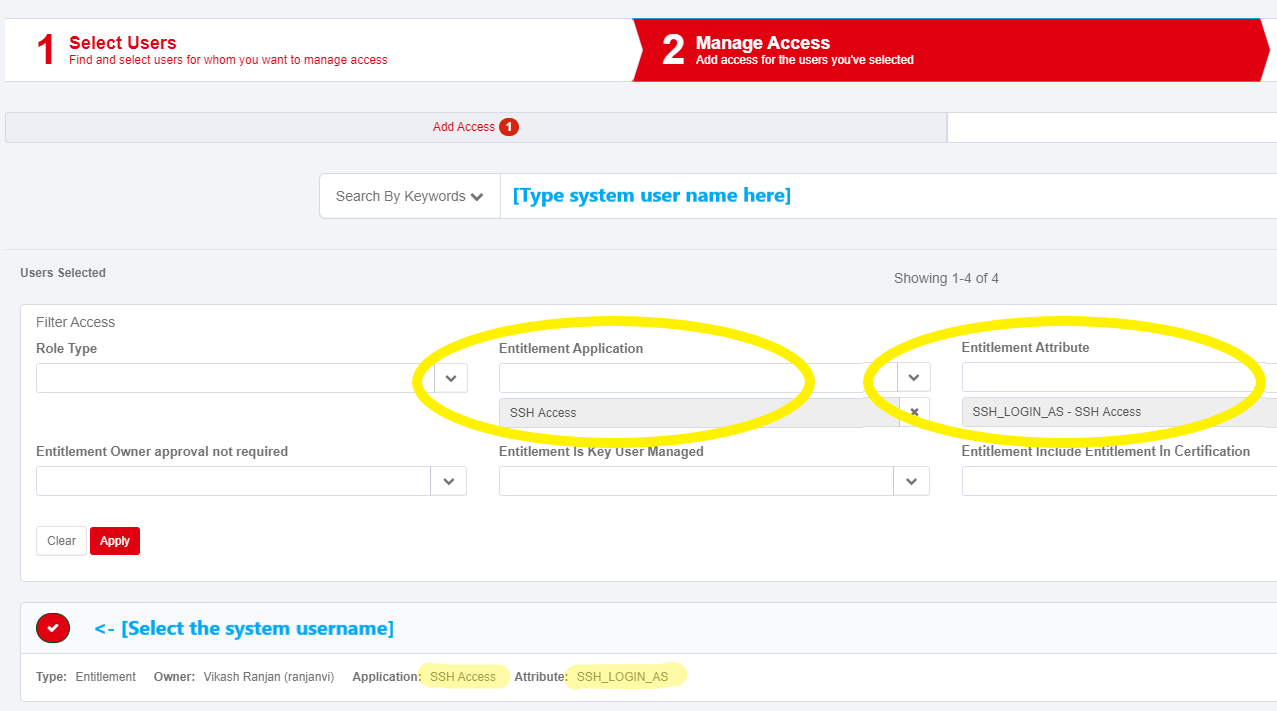 1 Select Users
Find and select users for whom you want to manage access
2 Manage Access
Add access for the users you've selected
Add Access 1
Search By Keywords [Type system user name here]
Users Selected
Showing 1-4 of 4
Filter Access
Role Type
Entitlement Application
Entitlement Attribute
SSH Access
SSH_LOGIN_AS - SSH Access
Entitlement Owner approval not required
Entitlement Is Key User Managed
Entitlement Include Entitlement In Certification
Clear
Apply
<- [Select the system username]
Type: Entitlement Owner: Vikash Ranjan (ranjanvi) Application: SSH Access Attribute: SSH_LOGIN_AS